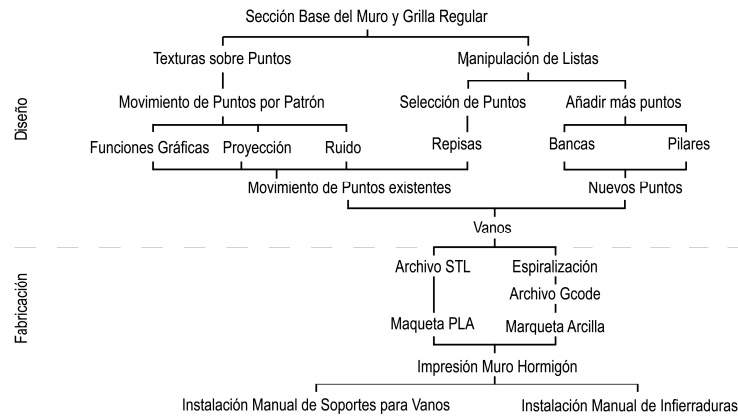 Sección Base del Muro y Grilla Regular
Texturas sobre Puntos
Manipulación de Listas
Diseño
Movimiento de Puntos por Patrón
Selección de Puntos
Añadir más puntos
Funciones Gráficas
Proyección
Ruido
Repisas
Bancas
Pilares
Movimiento de Puntos existentes
Nuevos Puntos
Vanos
Fabricación
Archivo STL
Espiralización
Archivo Gcode
Maqueta PLA
Marqueta Arcilla
Impresión Muro Hormigón
Instalación Manual de Soportes para Vanos
Instalación Manual de Infierraduras